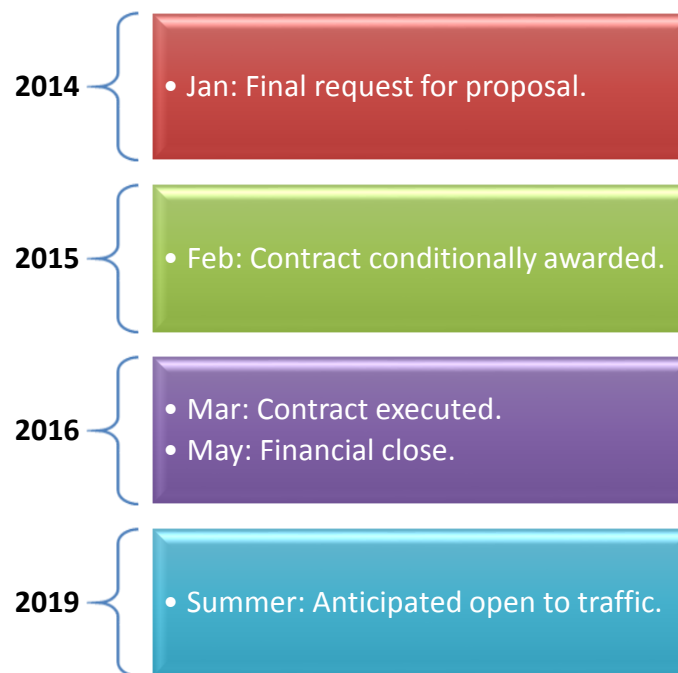 2014
• Jan: Final request for proposal.
2015
• Feb: Contract conditionally awarded.
2016
• Mar: Contract executed.
• May: Financial close.
2019
• Summer: Anticipated open to traffic.